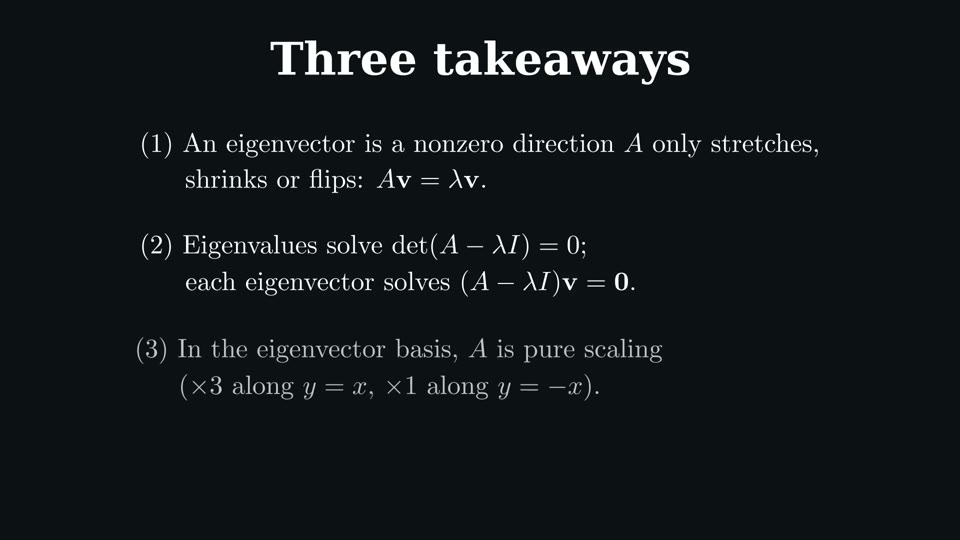 Three takeaways
(1) An eigenvector is a nonzero direction A only stretches,
shrinks or flips: Av = λv.
(2) Eigenvalues solve det(A − λI) = 0;
each eigenvector solves (A − λI)v = 0.
(3) In the eigenvector basis, A is pure scaling
(×3 along y = x, ×1 along y = −x).